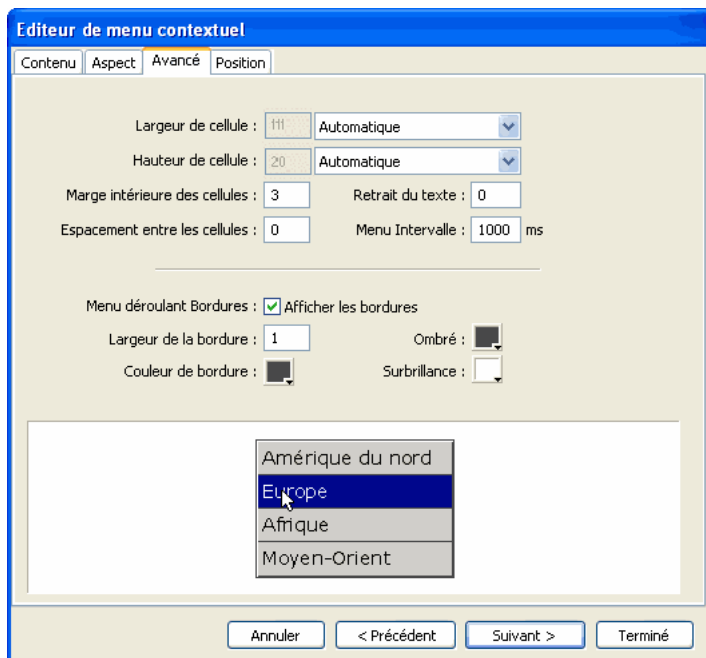 Editeur de menu contextuel
Contenu Aspect Avancé Position
Largeur de cellule : Automatique
Hauteur de cellule : 20 Automatique
Marge intérieure des cellules : 3 Retrait du texte : 0
Espacement entre les cellules : 0 Menu Intervalle : 1000 ms
Menu déroulant Bordures : Afficher les bordures
Largeur de la bordure : 1 Ombré :
Couleur de bordure : Surbrillance :
Amérique du nord
Europe
Afrique
Moyen-Orient
Annuler < Précédent Suivant > Terminé